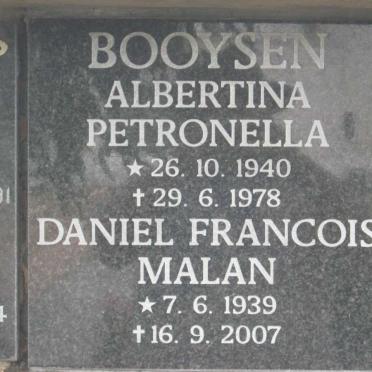 BOOYSEN
ALBERTINA
PETRONELLA
★ 26. 10. 1940
✝ 29. 6. 1978
DANIEL FRANCOIS
MALAN
★ 7. 6. 1939
✝ 16. 9. 2007